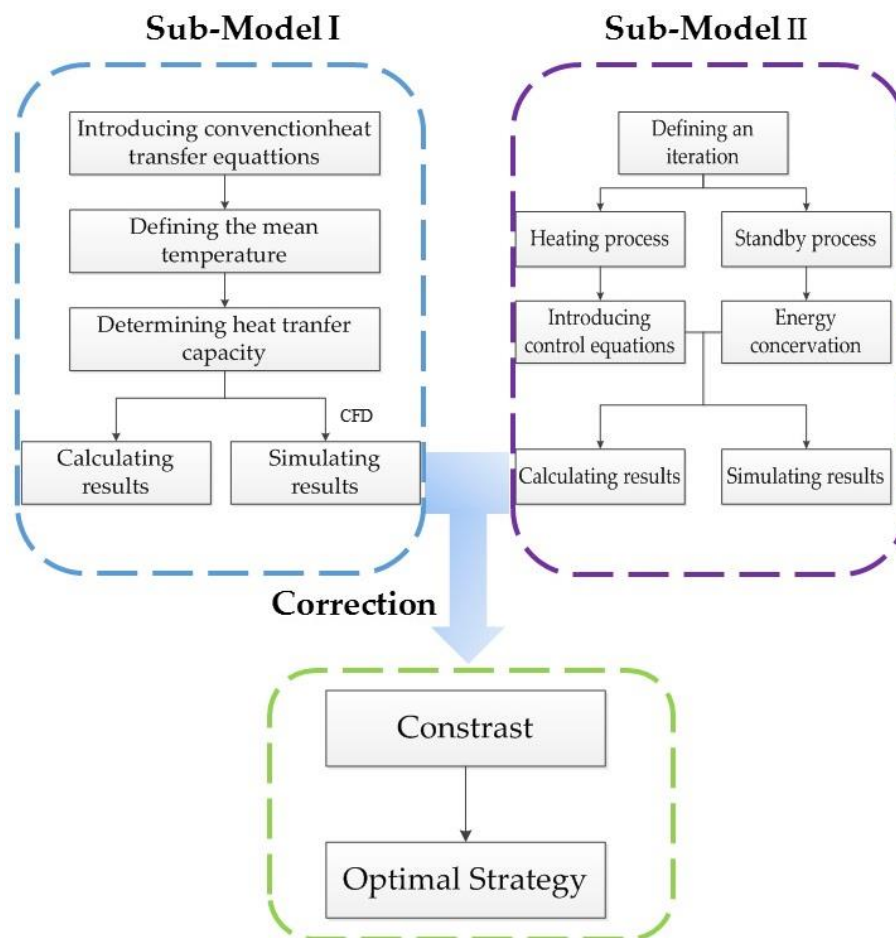 Sub-Model I
Introducing convenctionheat
transfer equattions
Defining the mean
temperature
Determining heat tranfer
capacity
CFD
Calculating
results
Simulating
results
Sub-Model II
Defining an
iteration
Heating process
Standby process
Introducing
control equations
Energy
concervation
Calculating results
Simulating results
Correction
Constrast
Optimal Strategy